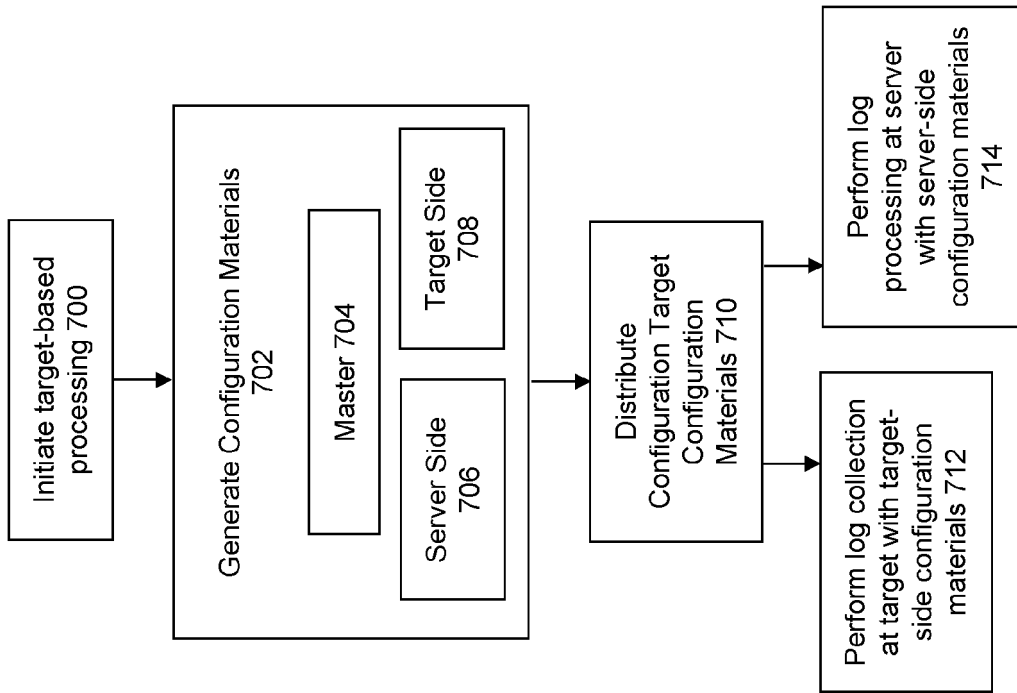 Initiate target-based
processing 700
Generate Configuration Materials
702
Master 704
Server Side
706
Target Side
708
Distribute
Configuration Target
Configuration
Materials 710
Perform log collection
at target with target-
side configuration
materials 712
Perform log
processing at server
with server-side
configuration materials
714